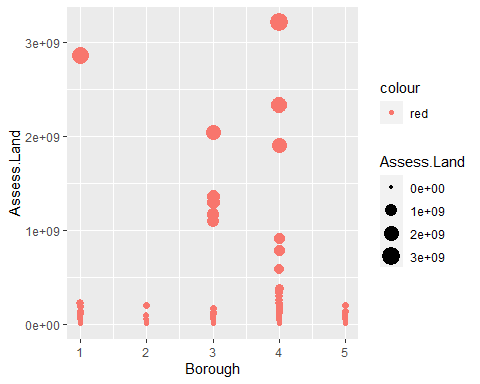 3e+09
2e+09
1e+09
0e+00
Assess.Land
1 2 3 4 5
Borough
colour
red
Assess.Land
0e+00
1e+09
2e+09
3e+09